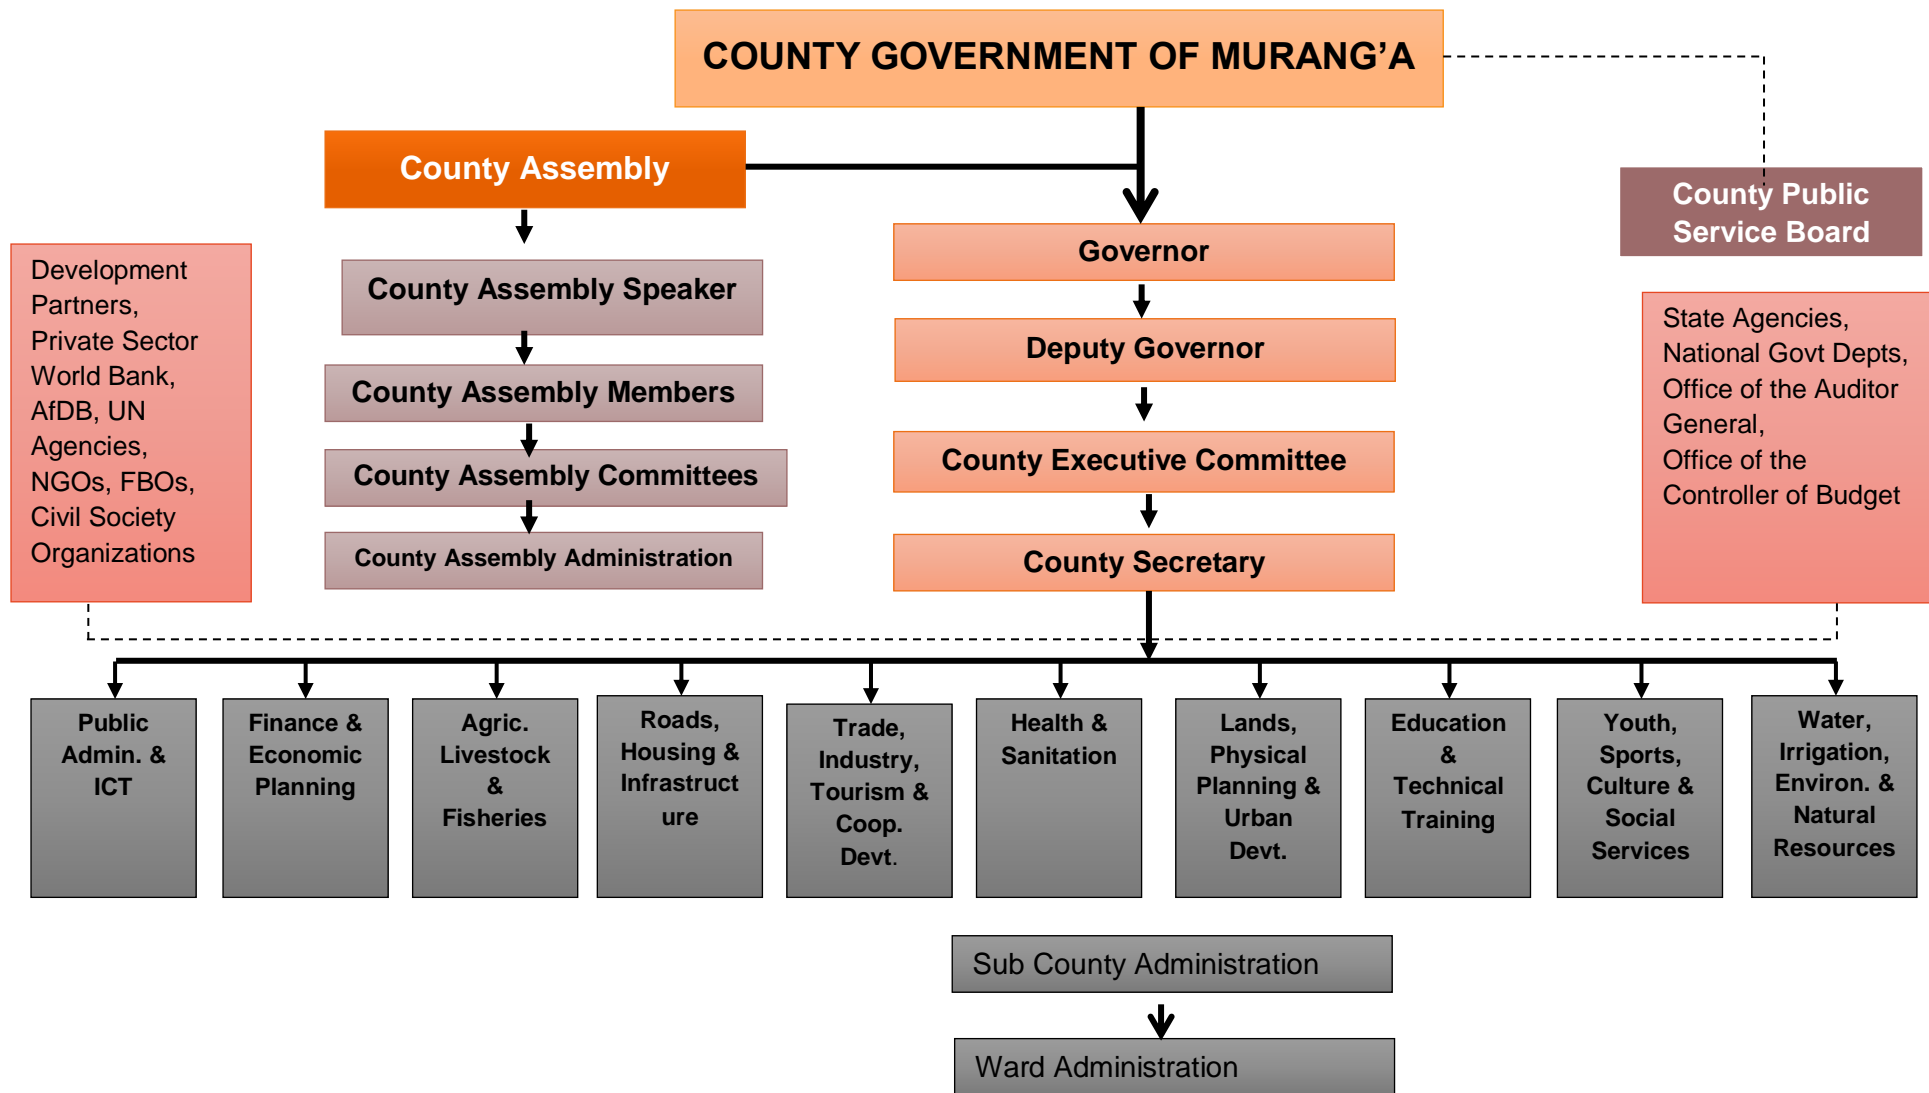 COUNTY GOVERNMENT OF MURANG’A
County Assembly
County Public
Service Board
Governor
Development
Partners,
Private Sector
World Bank,
AfDB, UN
Agencies,
NGOs, FBOs,
Civil Society
Organizations
County Assembly Speaker
State Agencies,
National Govt Depts,
Office of the Auditor
General,
Office of the
Controller of Budget
Deputy Governor
County Assembly Members
County Executive Committee
County Assembly Committees
County Assembly Administration
County Secretary
Public
Admin. &
ICT
Finance &
Economic
Planning
Agric.
Livestock
&
Fisheries
Roads,
Housing &
Infrastruct
ure
Trade,
Industry,
Tourism &
Coop.
Devt.
Health &
Sanitation
Lands,
Physical
Planning &
Urban
Devt.
Education
&
Technical
Training
Youth,
Sports,
Culture &
Social
Services
Water,
Irrigation,
Environ. &
Natural
Resources
Sub County Administration
Ward Administration